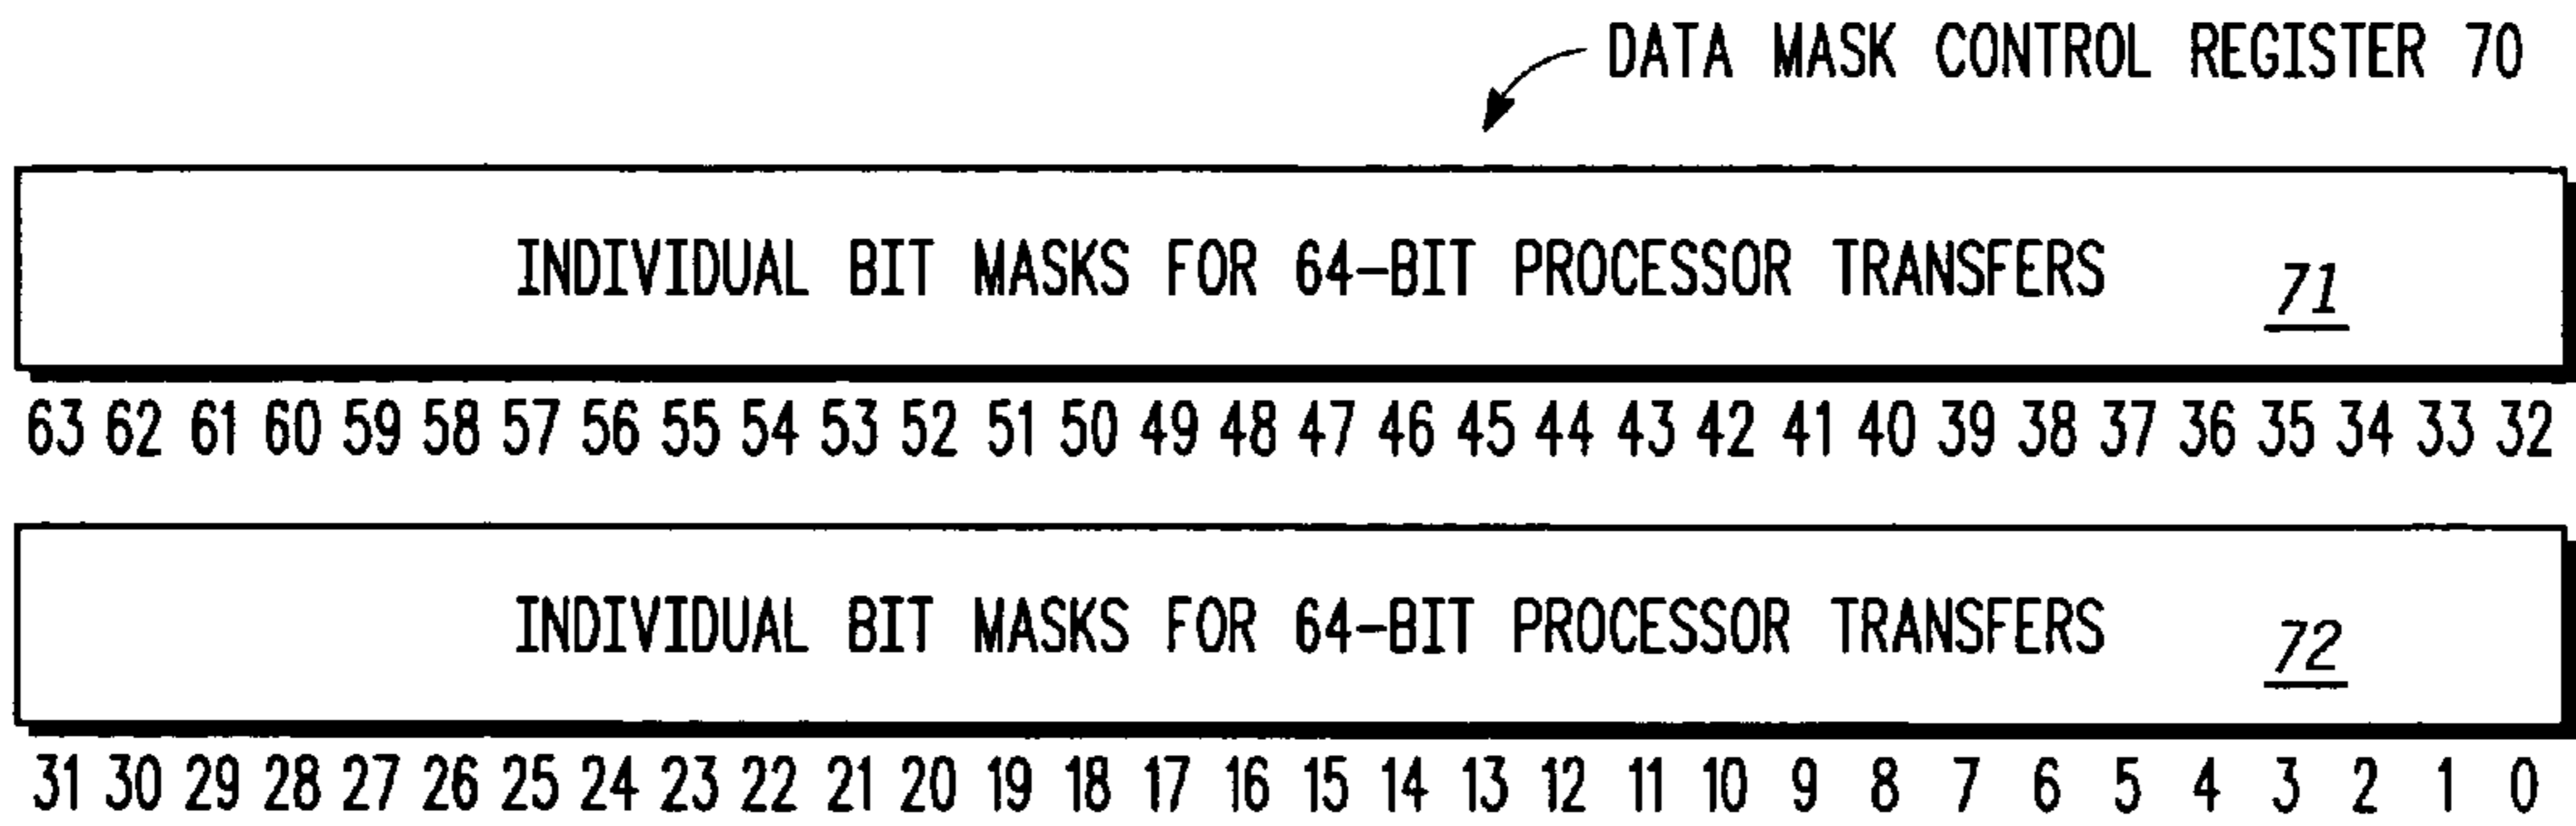 DATA MASK CONTROL REGISTER 70
INDIVIDUAL BIT MASKS FOR 64-BIT PROCESSOR TRANSFERS 71
63 62 61 60 59 58 57 56 55 54 53 52 51 50 49 48 47 46 45 44 43 42 41 40 39 38 37 36 35 34 33 32
INDIVIDUAL BIT MASKS FOR 64-BIT PROCESSOR TRANSFERS 72
31 30 29 28 27 26 25 24 23 22 21 20 19 18 17 16 15 14 13 12 11 10 9 8 7 6 5 4 3 2 1 0